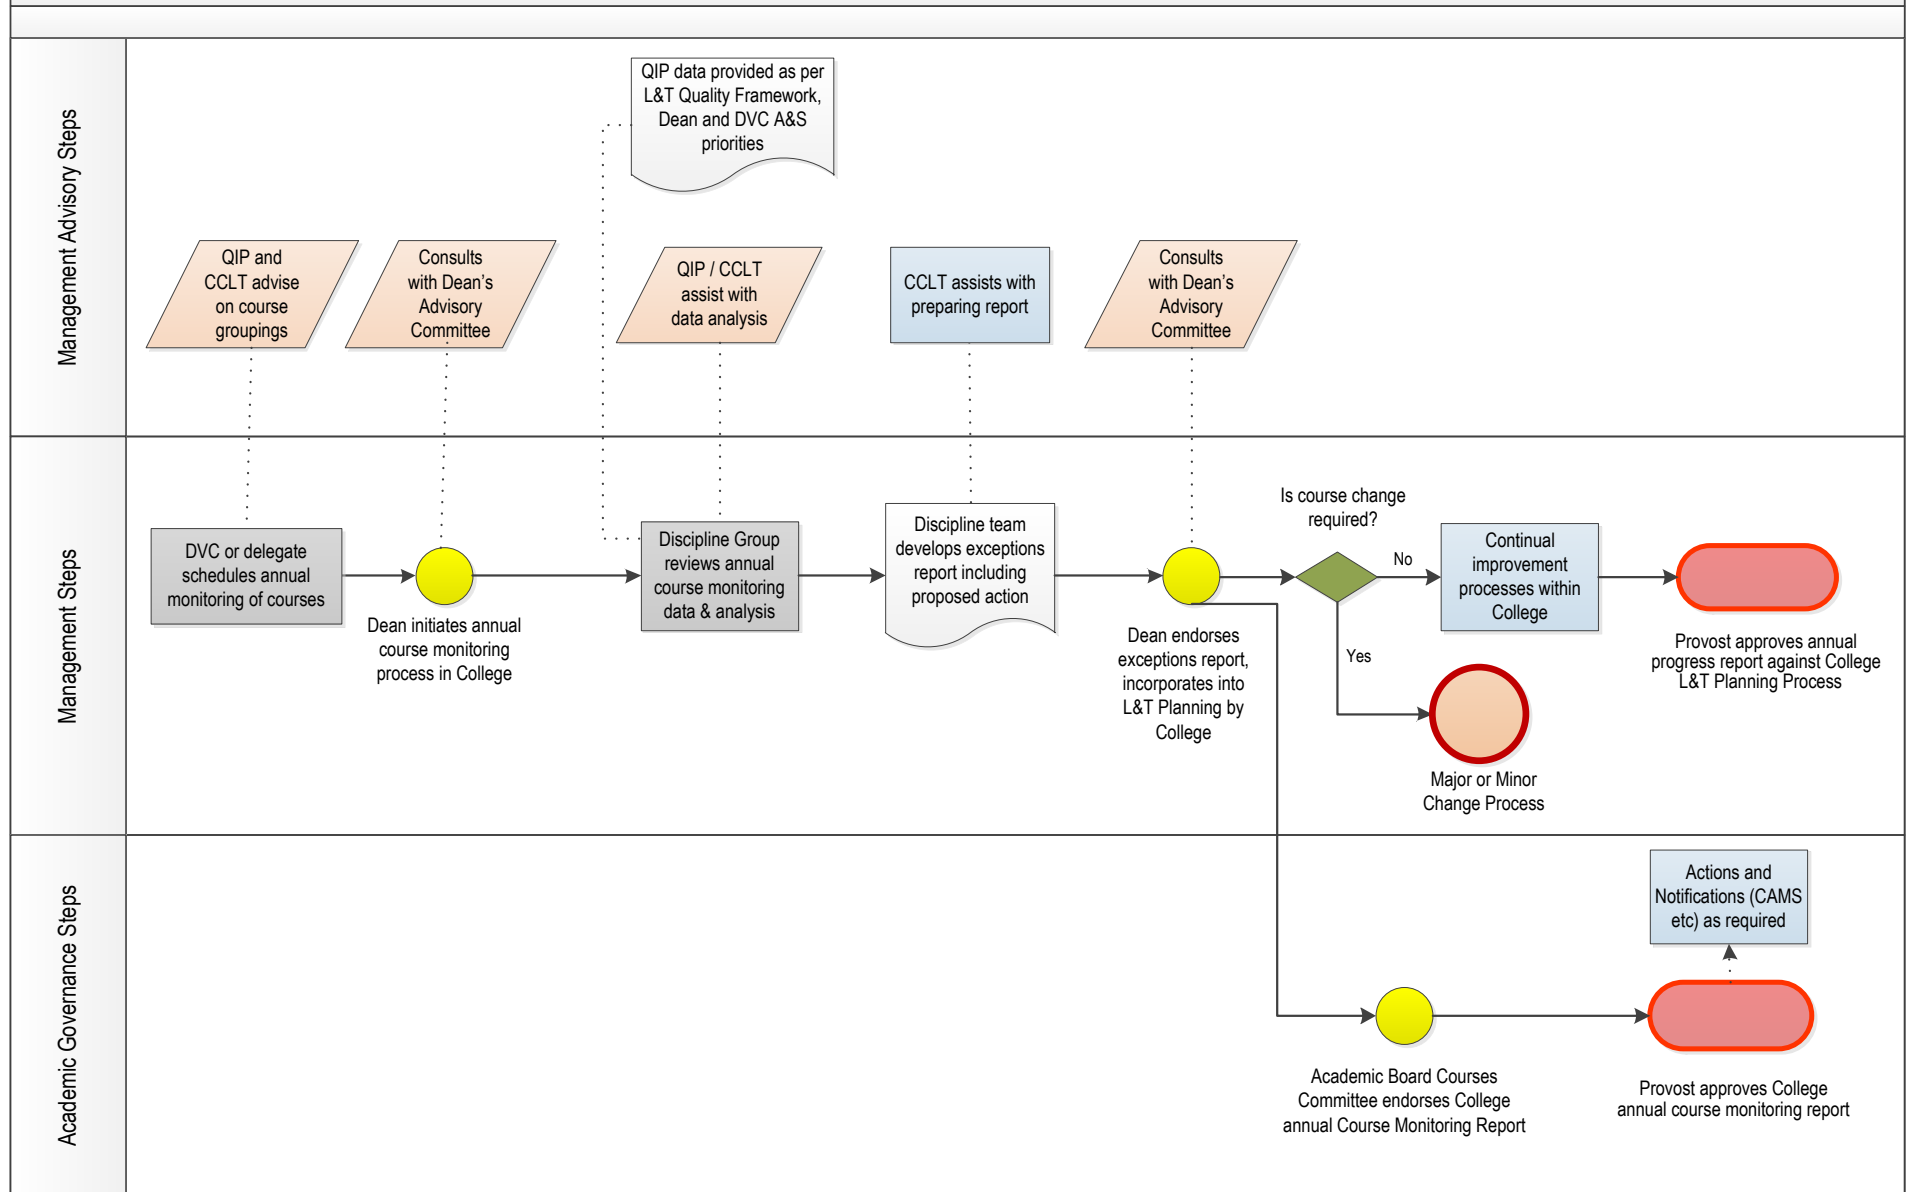 Management Advisory Steps
QIP data provided as per
L&T Quality Framework,
Dean and DVC A&S
priorities
QIP and
CCLT advise
on course
groupings
Consults
with Dean's
Advisory
Committee
QIP / CCLT
assist with
data analysis
CCLT assists with
preparing report
Consults
with Dean's
Advisory
Committee
Management Steps
DVC or delegate
schedules annual
monitoring of courses
Dean initiates annual
course monitoring
process in College
Discipline Group
reviews annual
course monitoring
data & analysis
Discipline team
develops exceptions
report including
proposed action
Dean endorses
exceptions report,
incorporates into
L&T Planning by
College
Is course change
required?
No
Yes
Continual
improvement
processes within
College
Major or Minor
Change Process
Provost approves annual
progress report against College
L&T Planning Process
Academic Governance Steps
Academic Board Courses
Committee endorses College
annual Course Monitoring Report
Actions and
Notifications (CAMS
etc) as required
Provost approves College
annual course monitoring report